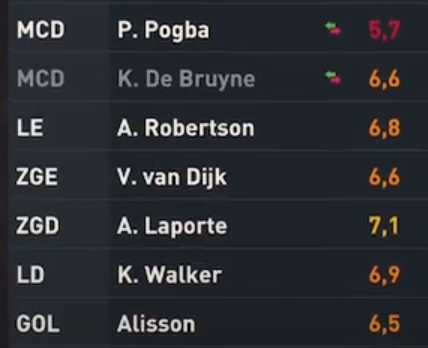 MCD P. Pogba 5,7
MCD K. De Bruyne 6,6
LE A. Robertson 6,8
ZGE V. van Dijk 6,6
ZGD A. Laporte 7,1
LD K. Walker 6,9
GOL Alisson 6,5